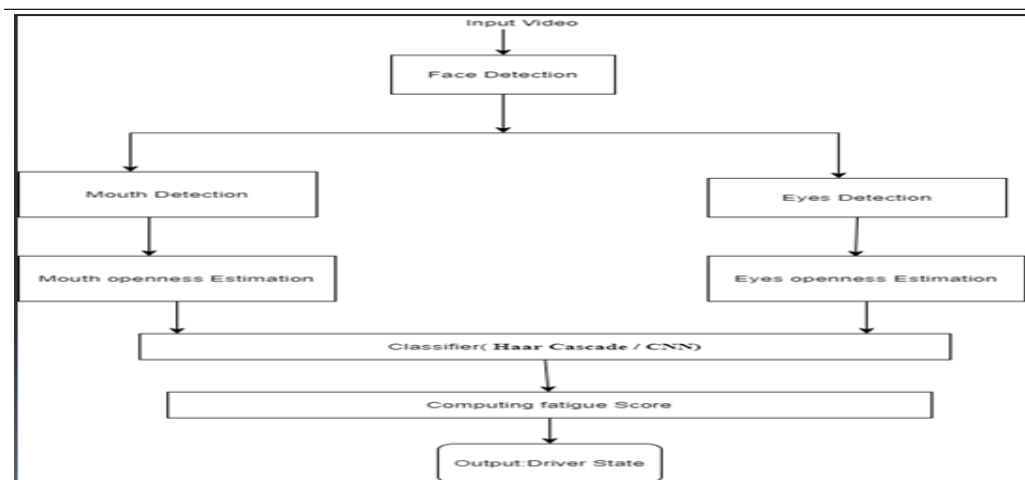 Input Video
Face Detection
Mouth Detection
Eyes Detection
Mouth openness Estimation
Eyes openness Estimation
Classifier( Haar Cascade / CNN)
Computing fatigue Score
Output:Driver State